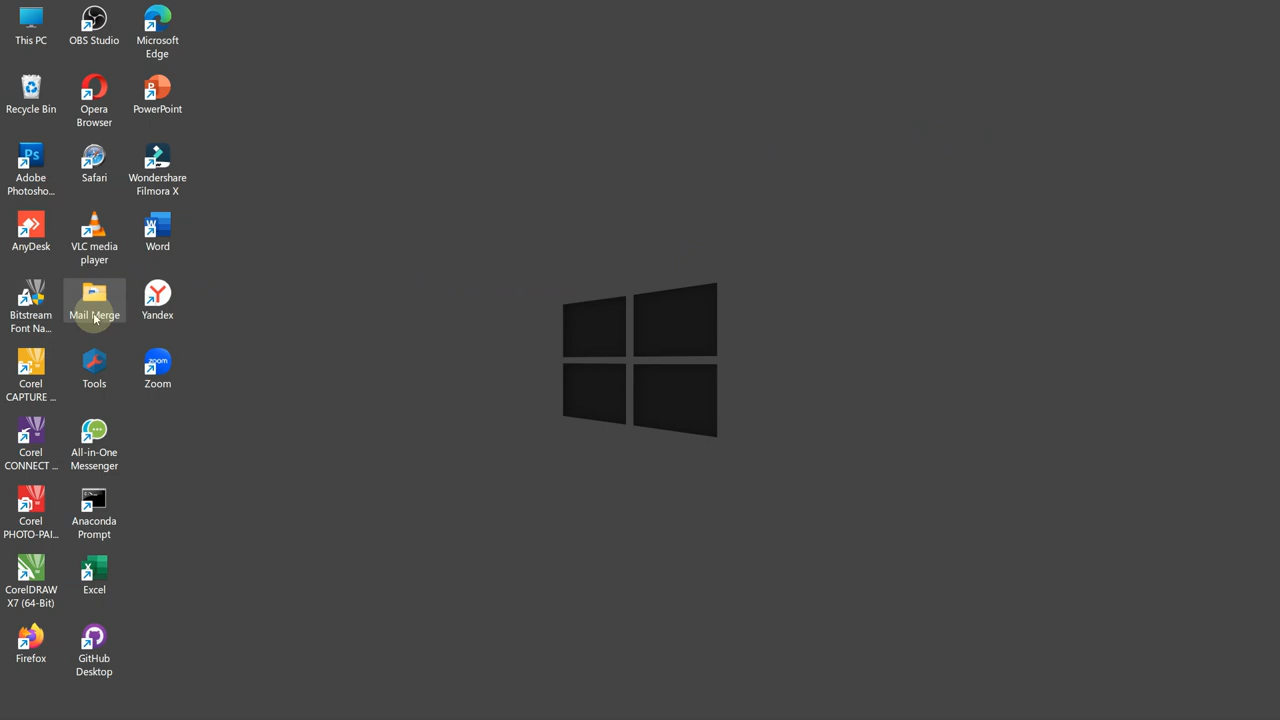 This PC
OBS Studio
Microsoft
Edge
Recycle Bin
Opera
Browser
PowerPoint
Ps
Adobe
Photosho...
Safari
Wondershare
Filmora X
AnyDesk
VLC media
player
W
Word
Bitstream
Font Na...
Mail Merge
Y
Yandex
Corel
CAPTURE ...
Tools
zoom
Zoom
Corel
CONNECT ...
All-in-One
Messenger
Corel
PHOTO-PAI...
Anaconda
Prompt
CorelDRAW
X7 (64-Bit)
X
Excel
Firefox
GitHub
Desktop